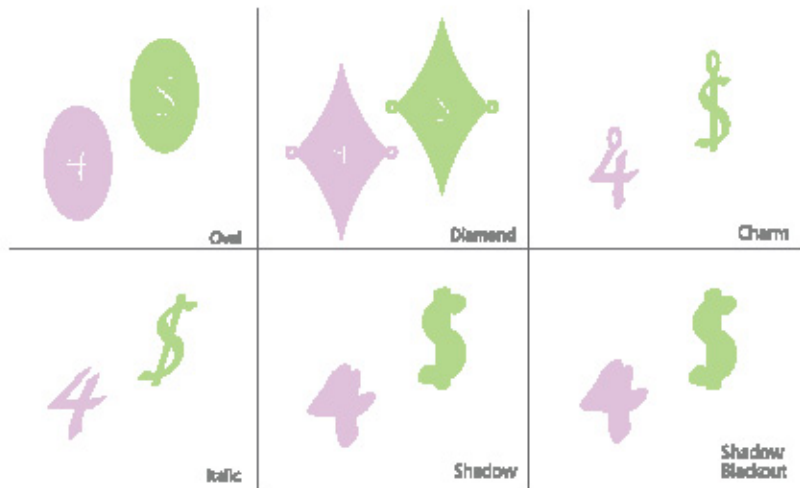 4 $
Oval
4 $
Diamond
4 $
Charm
4 $
Italic
4 $
Shadow
4 $
Shadow
Blackout